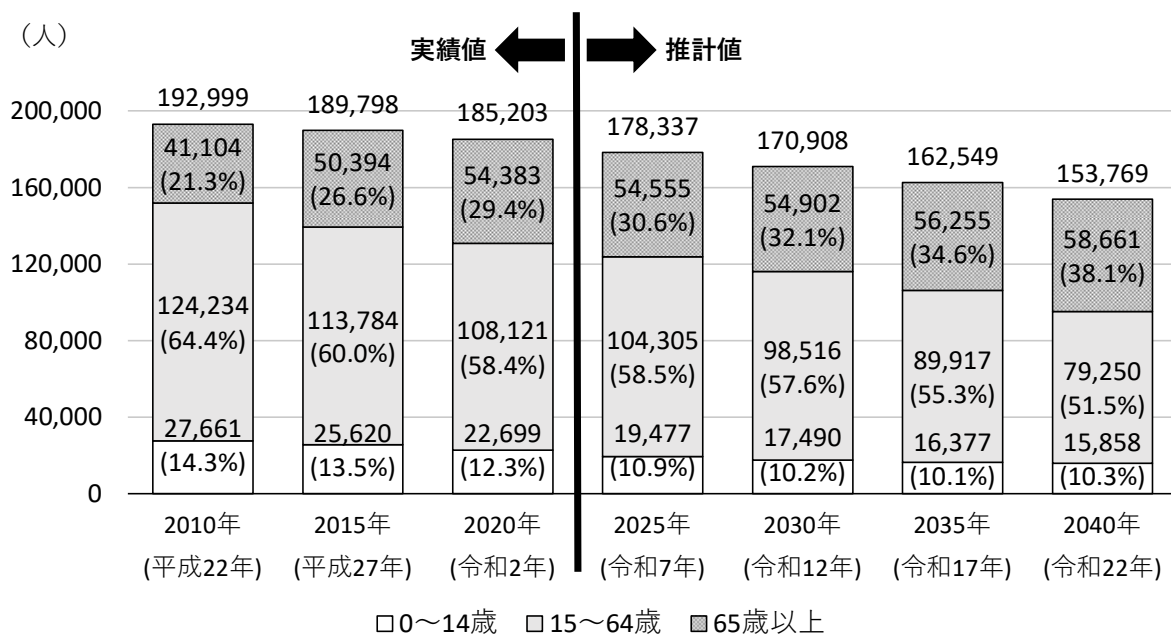 （人）
実績値
推計値
192,999
189,798
185,203
178,337
170,908
162,549
153,769
200,000
160,000
120,000
80,000
40,000
0
41,104
(21.3%)
50,394
(26.6%)
54,383
(29.4%)
54,555
(30.6%)
54,902
(32.1%)
56,255
(34.6%)
58,661
(38.1%)
124,234
(64.4%)
113,784
(60.0%)
108,121
(58.4%)
104,305
(58.5%)
98,516
(57.6%)
89,917
(55.3%)
79,250
(51.5%)
27,661
(14.3%)
25,620
(13.5%)
22,699
(12.3%)
19,477
(10.9%)
17,490
(10.2%)
16,377
(10.1%)
15,858
(10.3%)
2010年
(平成22年)
2015年
(平成27年)
2020年
(令和2年)
2025年
(令和7年)
2030年
(令和12年)
2035年
(令和17年)
2040年
(令和22年)
0～14歳
15～64歳
65歳以上